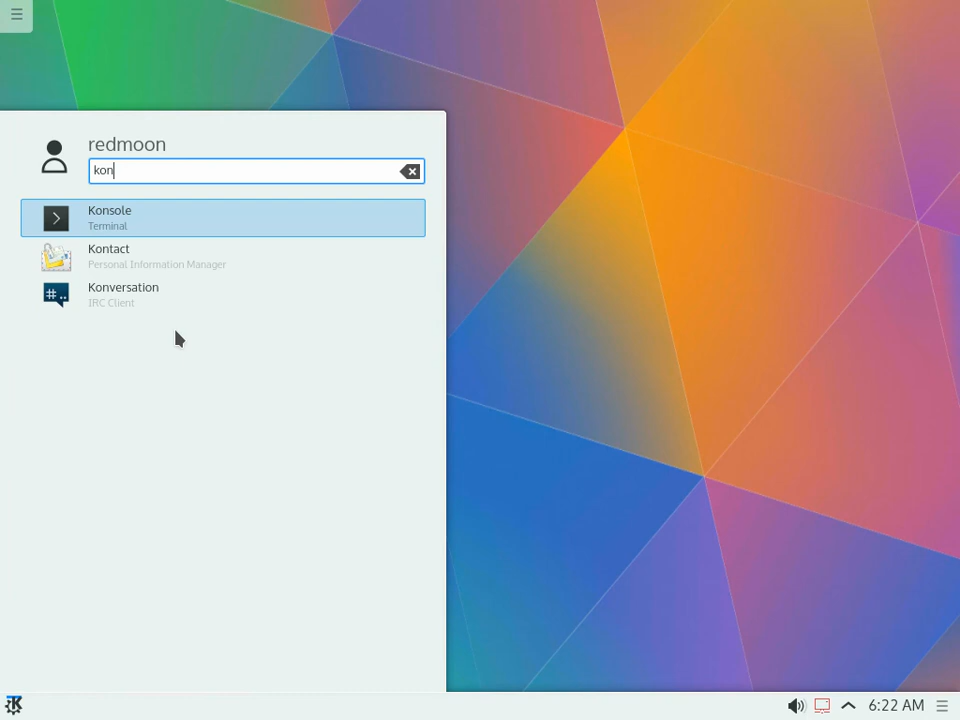 redmoon
kon
Konsole
Terminal
Kontact
Personal Information Manager
Konversation
IRC Client
6:22 AM